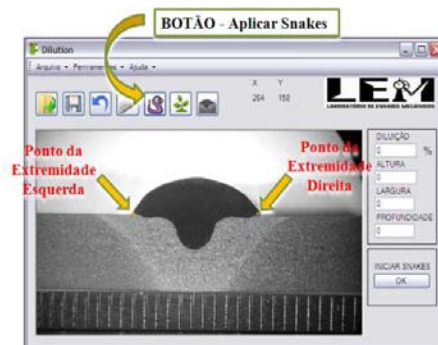 BOTÃO - Aplicar Snakes
Dilution
Arquivo Ferramentas Ajuda
X Y
264 150
LEM
LABORATÓRIO DE ENSAIOS MECÂNICOS
Ponto da
Extremidade
Esquerda
Ponto da
Extremidade
Direita
DILUIÇÃO
0 %
ALTURA
0
LARGURA
0
PROFUNDIDADE
0
INICIAR SNAKES
OK